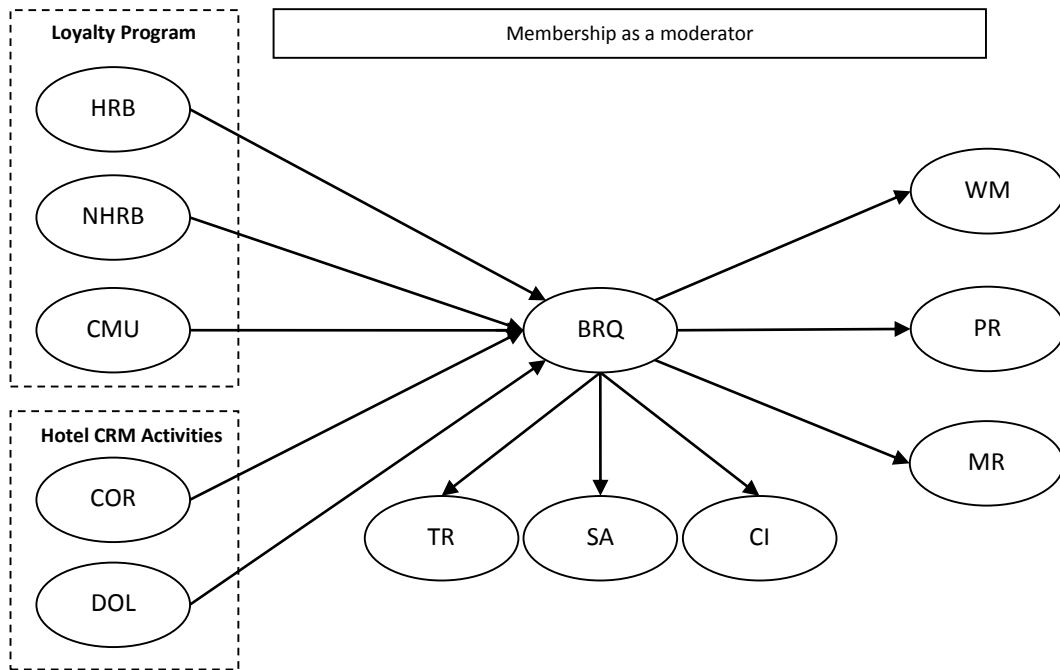 Loyalty Program
Membership as a moderator
HRB
NHRB
CMU
WM
BRQ
PR
MR
Hotel CRM Activities
COR
DOL
TR
SA
CI